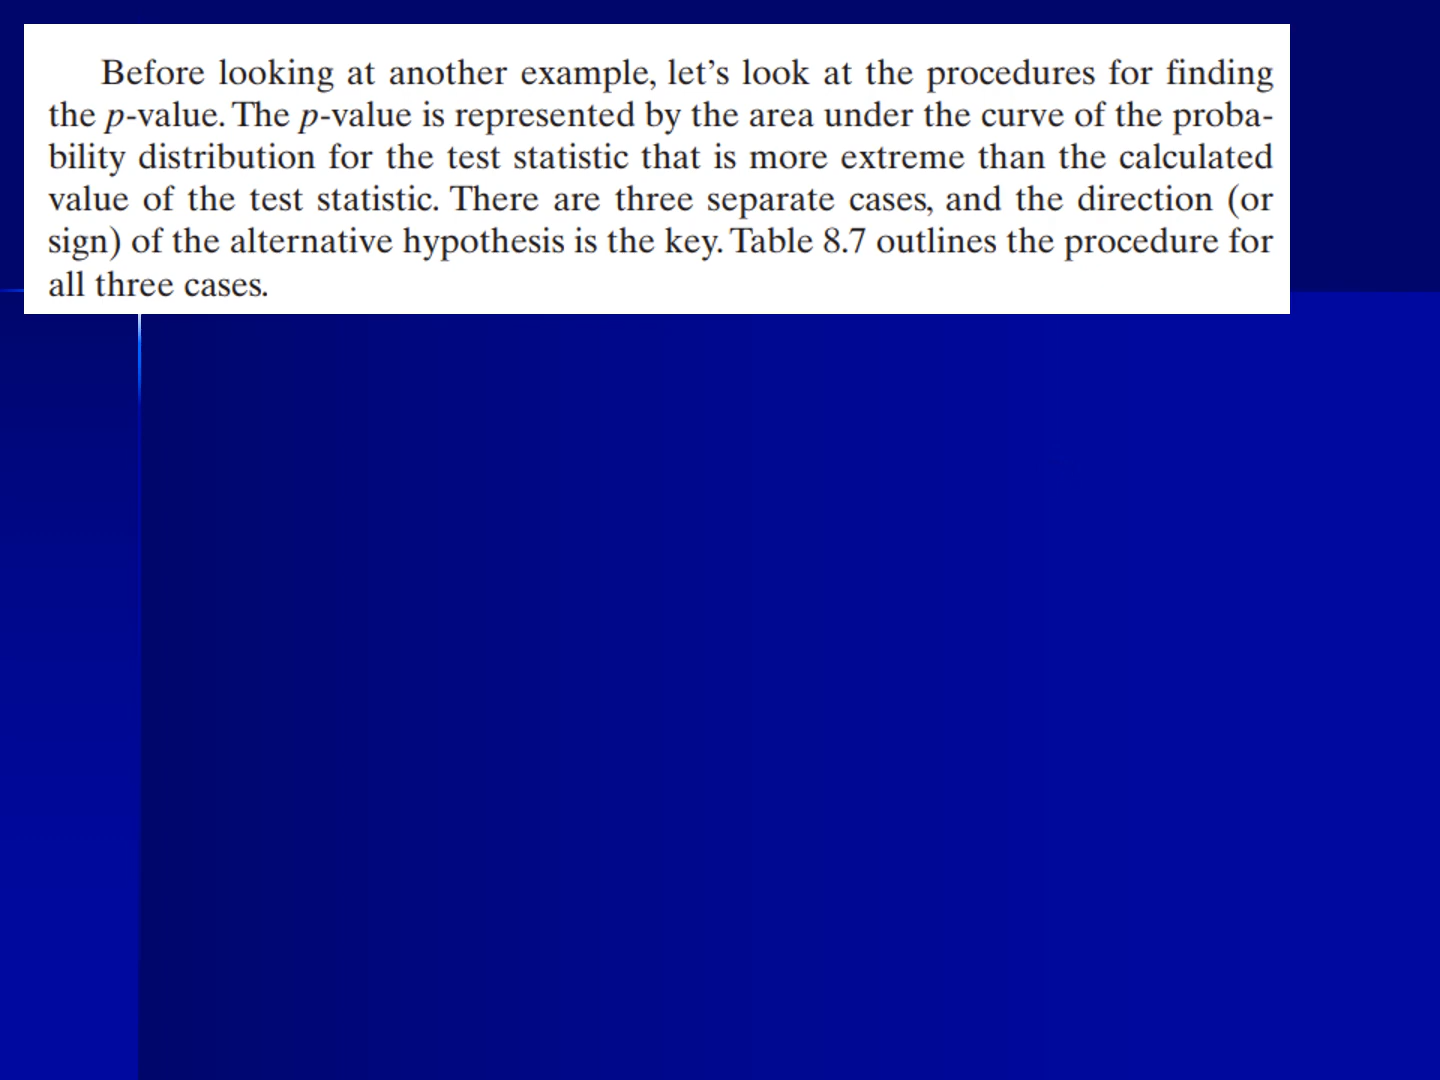 Before looking at another example, let’s look at the procedures for finding
the p-value. The p-value is represented by the area under the curve of the proba-
bility distribution for the test statistic that is more extreme than the calculated
value of the test statistic. There are three separate cases, and the direction (or
sign) of the alternative hypothesis is the key. Table 8.7 outlines the procedure for
all three cases.